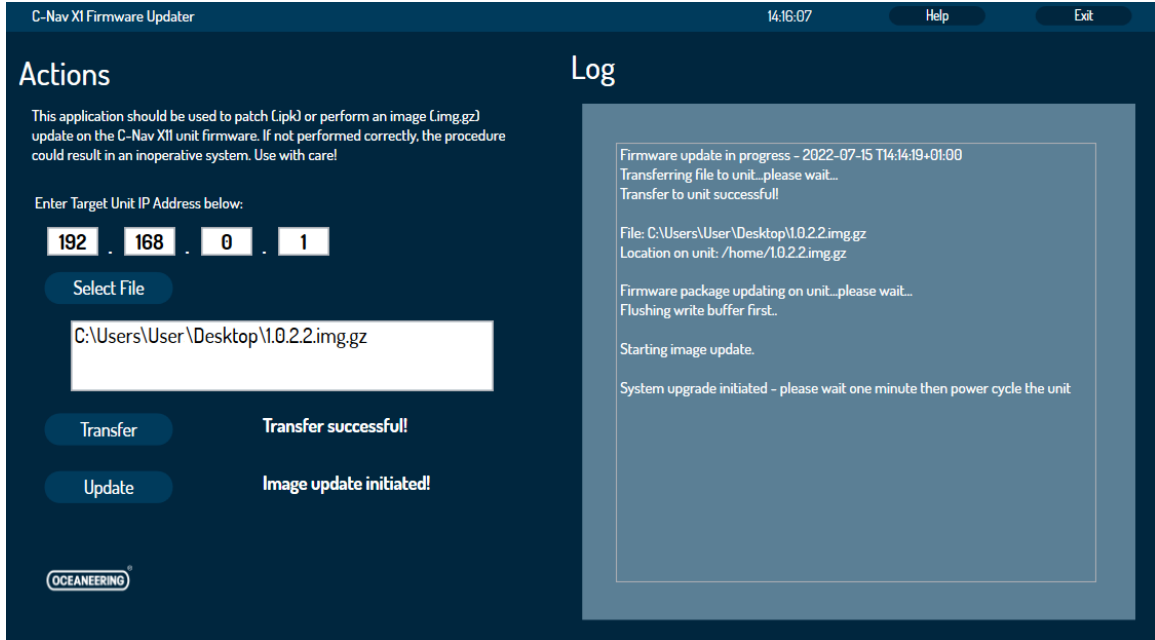 C-Nav X1 Firmware Updater
14:16:07
Help
Exit
Actions
This application should be used to patch (.ipk) or perform an image (.img.gz)
update on the C-Nav X11 unit firmware. If not performed correctly, the procedure
could result in an inoperative system. Use with care!
Enter Target Unit IP Address below:
192 . 168 . 0 . 1
Select File
C:\Users\User\Desktop\1.0.2.2.img.gz
Transfer
Transfer successful!
Update
Image update initiated!
OCEANEERING®
Log
Firmware update in progress - 2022-07-15 T14:14:19+01:00
Transferring file to unit...please wait...
Transfer to unit successful!
File: C:\Users\User\Desktop\1.0.2.2.img.gz
Location on unit: /home/1.0.2.2.img.gz
Firmware package updating on unit...please wait...
Flushing write buffer first..
Starting image update.
System upgrade initiated - please wait one minute then power cycle the unit